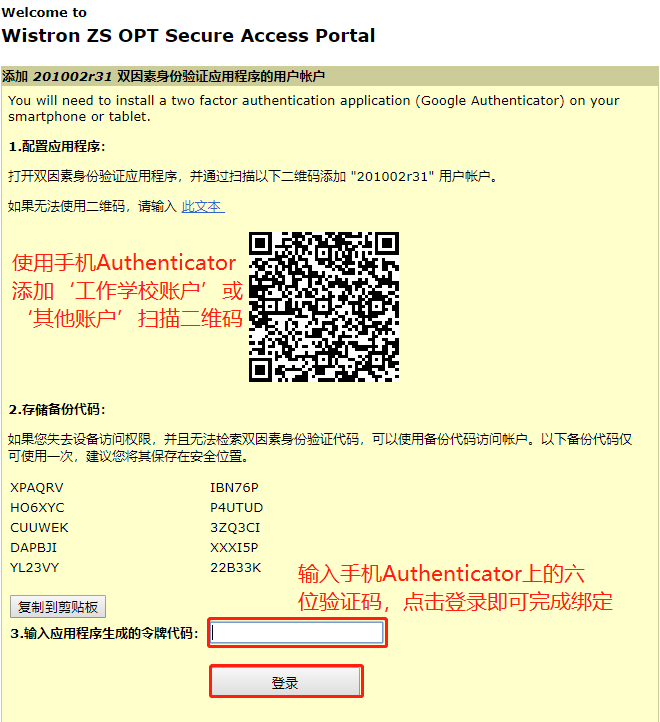 Welcome to
Wistron ZS OPT Secure Access Portal
添加 201002r31 双因素身份验证应用程序的用户帐户
You will need to install a two factor authentication application (Google Authenticator) on your
smartphone or tablet.
1.配置应用程序：
打开双因素身份验证应用程序，并通过扫描以下二维码添加 "201002r31" 用户帐户。
如果无法使用二维码，请输入 此文本
使用手机Authenticator
添加‘工作学校账户’或
‘其他账户’扫描二维码
2.存储备份代码：
如果您失去设备访问权限，并且无法检索双因素身份验证代码，可以使用备份代码访问帐户。以下备份代码仅
可使用一次，建议您将其保存在安全位置。
XPAQRV IBN76P
HO6XYC P4UTUD
CUUWEK 3ZQ3CI
DAPBJI XXXI5P
YL23VY 22B33K
输入手机Authenticator上的六
位验证码，点击登录即可完成绑定
复制到剪贴板
3.输入应用程序生成的令牌代码：
登录